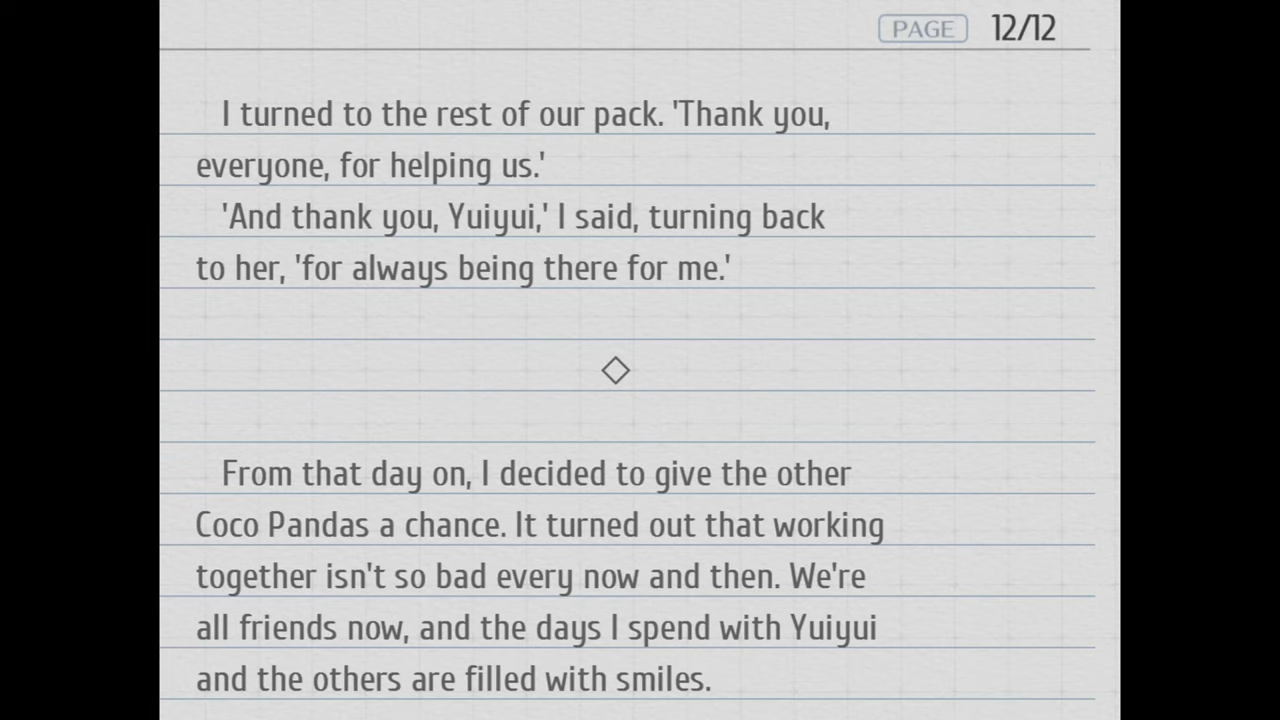 PAGE 12/12
I turned to the rest of our pack. 'Thank you,
everyone, for helping us.'
'And thank you, Yuiyui,' I said, turning back
to her, 'for always being there for me.'
◇
From that day on, I decided to give the other
Coco Pandas a chance. It turned out that working
together isn't so bad every now and then. We're
all friends now, and the days I spend with Yuiyui
and the others are filled with smiles.